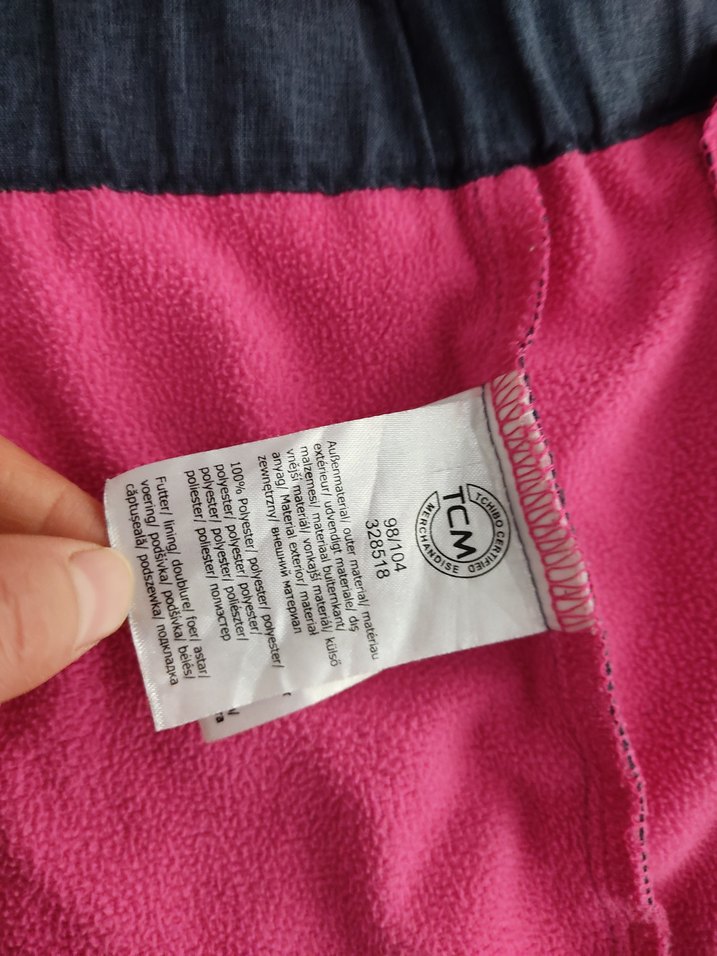 TCHIBO CERTIFIED
TCM
MERCHANDISE
98/104
328518
Außenmaterial/ outer material/ matériau
extérieur/ udvendigt materiale/ dış
malzemesi/ materiaal buitenkant/
vnější materiál/ vonkajší materiál/ külső
anyag/ Material exterior/ materiał
zewnętrzny/ внешний материал
100% Polyester/ polyester/ polyester/
polyester/ polyester/ polyester/
polyester/ polyester/ poliészter/
poliester/ poliester/ полиэстер
Futter/ lining/ doublure/ foer/ astar/
voering/ podšívka/ podšívka/ bélés/
căptuşeală/ podszewka/ подкладка